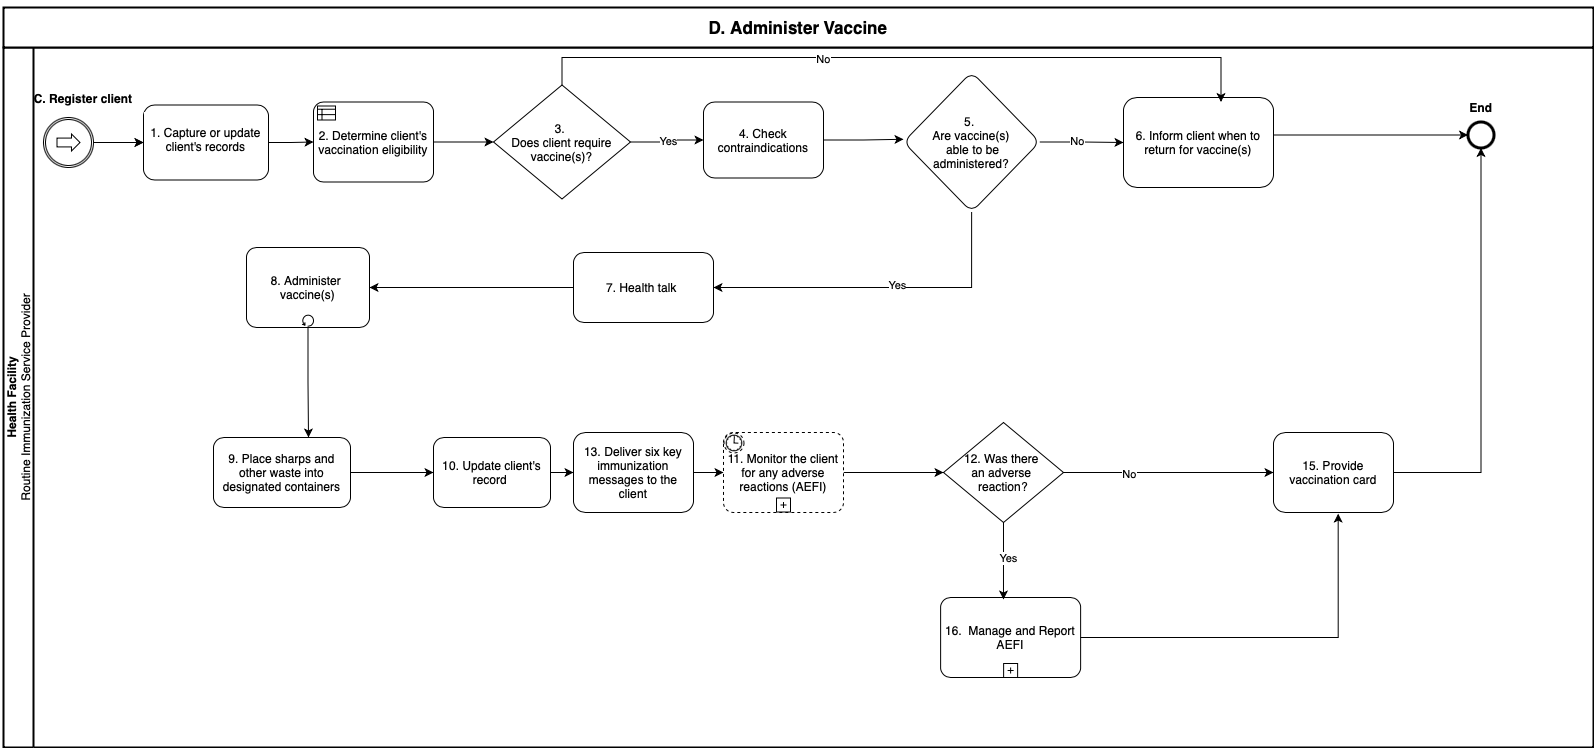 D. Administer Vaccine
Health Facility
Routine Immunization Service Provider
C. Register client
1. Capture or update
client's records
2. Determine client's
vaccination eligibility
3.
Does client require
vaccine(s)?
No
Yes
4. Check
contraindications
5.
Are vaccine(s)
able to be
administered?
No
6. Inform client when to
return for vaccine(s)
End
Yes
7. Health talk
8. Administer
vaccine(s)
9. Place sharps and
other waste into
designated containers
10. Update client's
record
13. Deliver six key
immunization
messages to the
client
11. Monitor the client
for any adverse
reactions (AEFI)
12. Was there
an adverse
reaction?
No
15. Provide
vaccination card
Yes
16. Manage and Report
AEFI